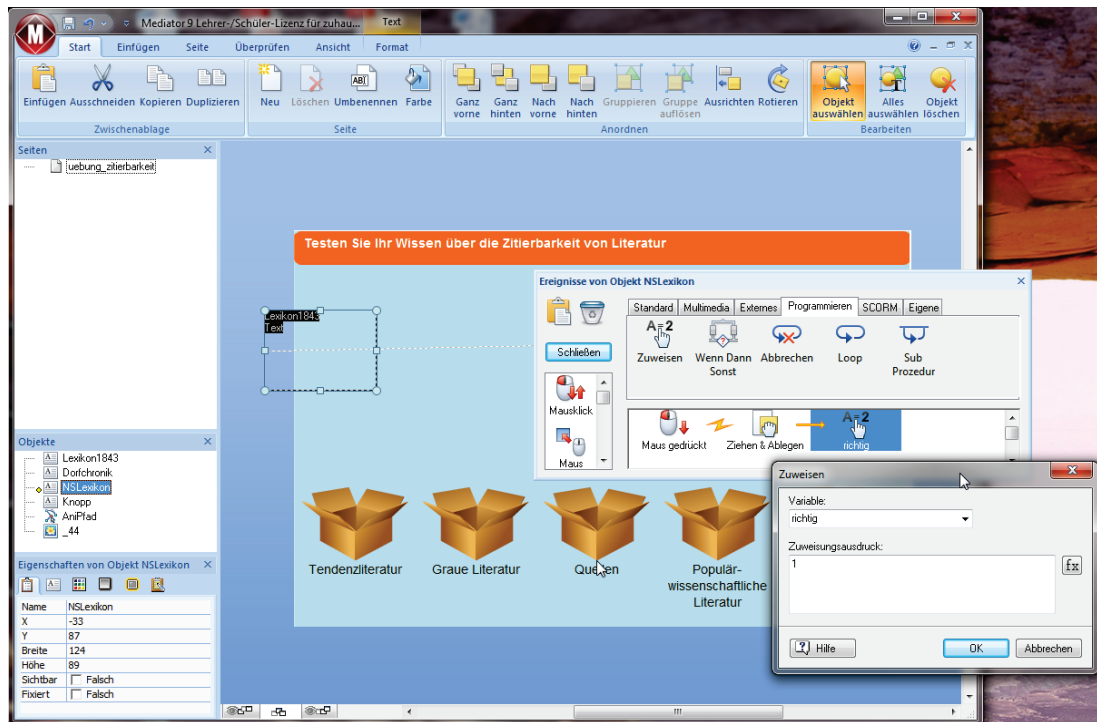 Mediator 9 Lehrer-/Schüler-Lizenz für zuhau...
Text
Start Einfügen Seite Überprüfen Ansicht Format
Einfügen Ausschneiden Kopieren Duplizieren
Zwischenablage
Neu Löschen Umbenennen Farbe
Seite
Ganz vorne
Ganz hinten
Nach vorne
Nach hinten
Gruppieren
Gruppe auflösen
Ausrichten Rotieren
Anordnen
Objekt auswählen
Alles auswählen
Objekt löschen
Bearbeiten
Seiten
uebung_zitierbarkeit
Testen Sie Ihr Wissen über die Zitierbarkeit von Literatur
Lexikon1843
Text
Ereignisse von Objekt NSLexikon
Standard Multimedia Externes Programmieren SCORM Eigene
Schließen
A=2
Zuweisen
Wenn Dann
Sonst
Abbrechen
Loop
Sub
Prozedur
Mausklick
Maus
Maus gedrückt
Ziehen & Ablegen
A=2
richtig
Objekte
Lexikon1843
Dorfchronik
NSLexikon
Knopp
AniPfad
_44
Tendenzliteratur
Graue Literatur
Quellen
Populär-
wissenschaftliche
Literatur
Zuweisen
Variable:
richtig
Zuweisungsausdruck:
1
fx
Hilfe
OK
Abbrechen
Eigenschaften von Objekt NSLexikon
Name NSLexikon
X -33
Y 87
Breite 124
Höhe 89
Sichtbar Falsch
Fixiert Falsch